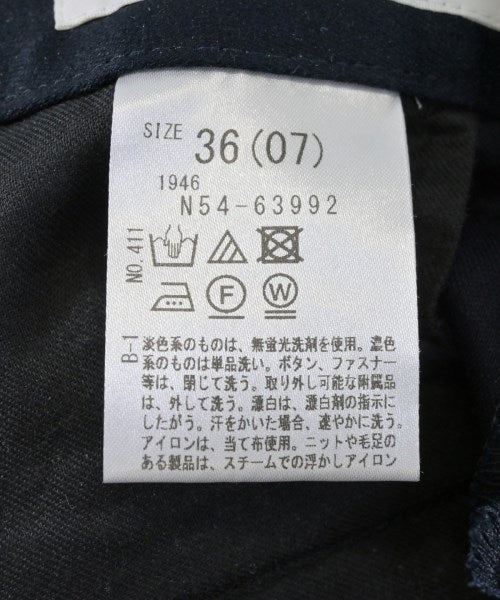 SIZE 36(07)
1946
N54-63992
NO.411
F W
B-1
淡色系のものは、無蛍光洗剤を使用。濃色
系のものは単品洗い。ボタン、ファスナー
等は、閉じて洗う。取り外し可能な附属品
は、外して洗う。漂白は、漂白剤の指示に
したがう。汗をかいた場合、速やかに洗う。
アイロンは、当て布使用。ニットや毛足の
ある製品は、スチームでの浮かしアイロン